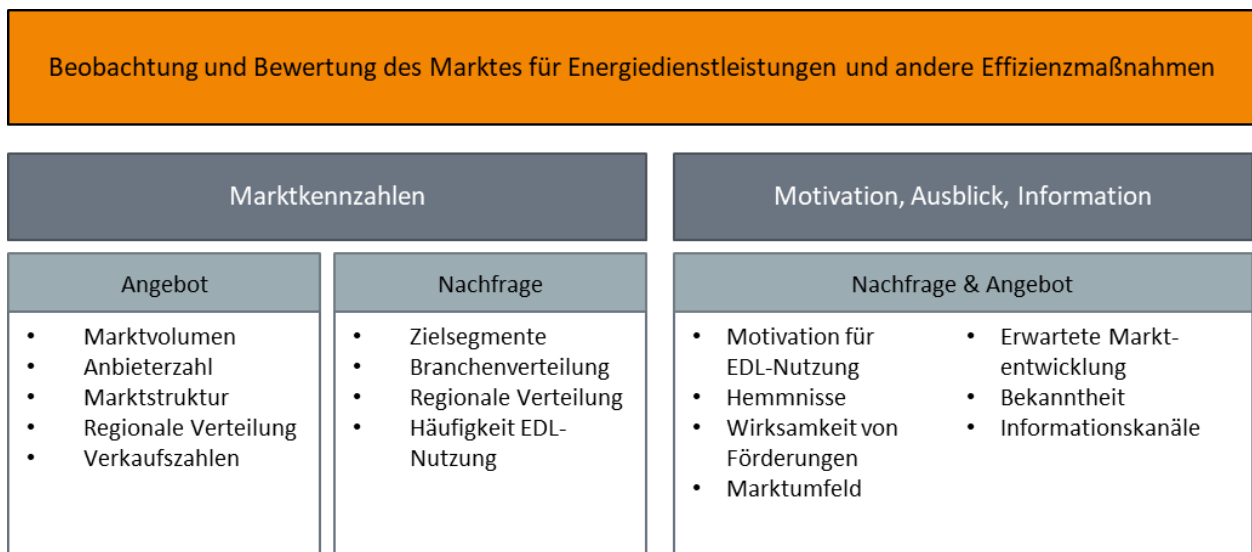 Beobachtung und Bewertung des Marktes für Energiedienstleistungen und andere Effizienzmaßnahmen
Marktkennzahlen
Motivation, Ausblick, Information
Angebot
Nachfrage
Nachfrage & Angebot
• Marktvolumen
• Anbieterzahl
• Marktstruktur
• Regionale Verteilung
• Verkaufszahlen
• Zielsegmente
• Branchenverteilung
• Regionale Verteilung
• Häufigkeit EDL-
Nutzung
• Motivation für
EDL-Nutzung
• Hemmnisse
• Wirksamkeit von
Förderungen
• Marktumfeld
• Erwartete Markt-
entwicklung
• Bekanntheit
• Informationskanäle